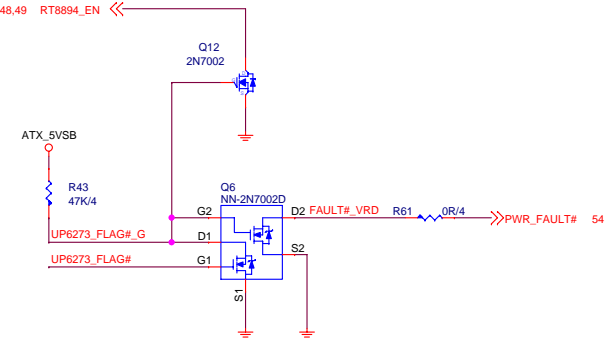 48,49 RT8894_EN
Q12
2N7002
ATX_5VSB
R43
47K/4
Q6
NN-2N7002D
G2
D2
FAULT#_VRD
R61
0R/4
PWR_FAULT# 54
UP6273_FLAG#_G
D1
S2
UP6273_FLAG#
G1
S1